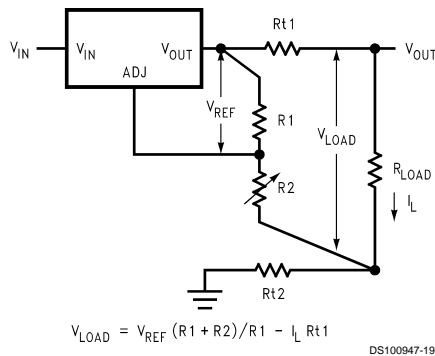 Rt1
V_IN
V_IN
V_OUT
V_OUT
ADJ
V_REF
R1
V_LOAD
R_LOAD
R2
I_L
Rt2
V_LOAD = V_REF (R1 + R2)/R1 - I_L Rt1
DS100947-19